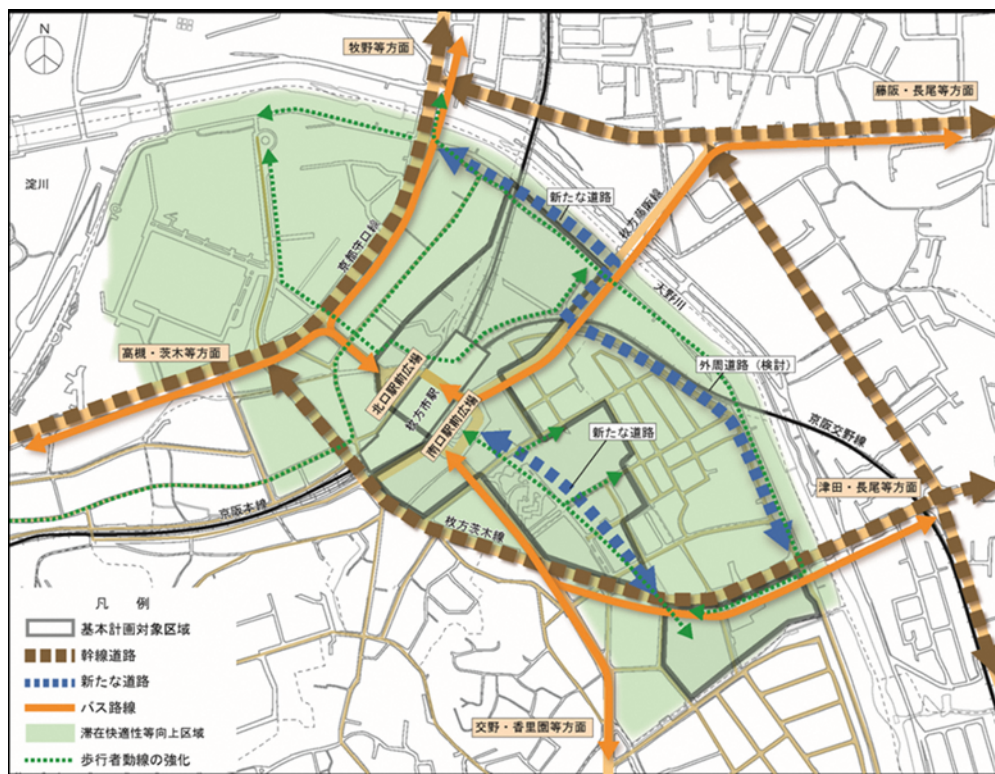 N
牧野等方面
藤阪・長尾等方面
淀川
新たな道路
枚方藤阪線
京都守口線
天野川
高槻・茨木等方面
北口駅前広場
枚方市駅
南口駅前広場
外周道路（検討）
新たな道路
京阪交野線
津田・長尾等方面
京阪本線
枚方茨木線
凡 例
基本計画対象区域
幹線道路
新たな道路
バス路線
滞在快適性等向上区域
歩行者動線の強化
交野・香里園等方面